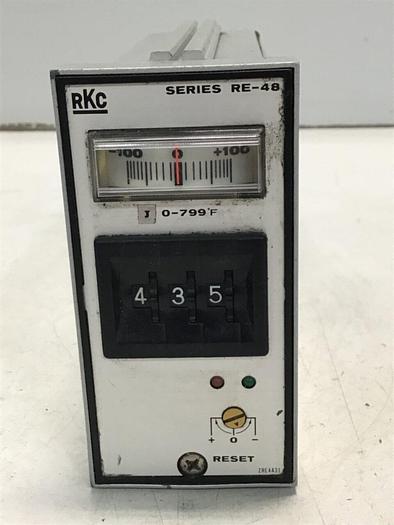 RKC SERIES RE-48
-100 0 +100
J 0-799°F
4 3 5
+ 0 -
RESET